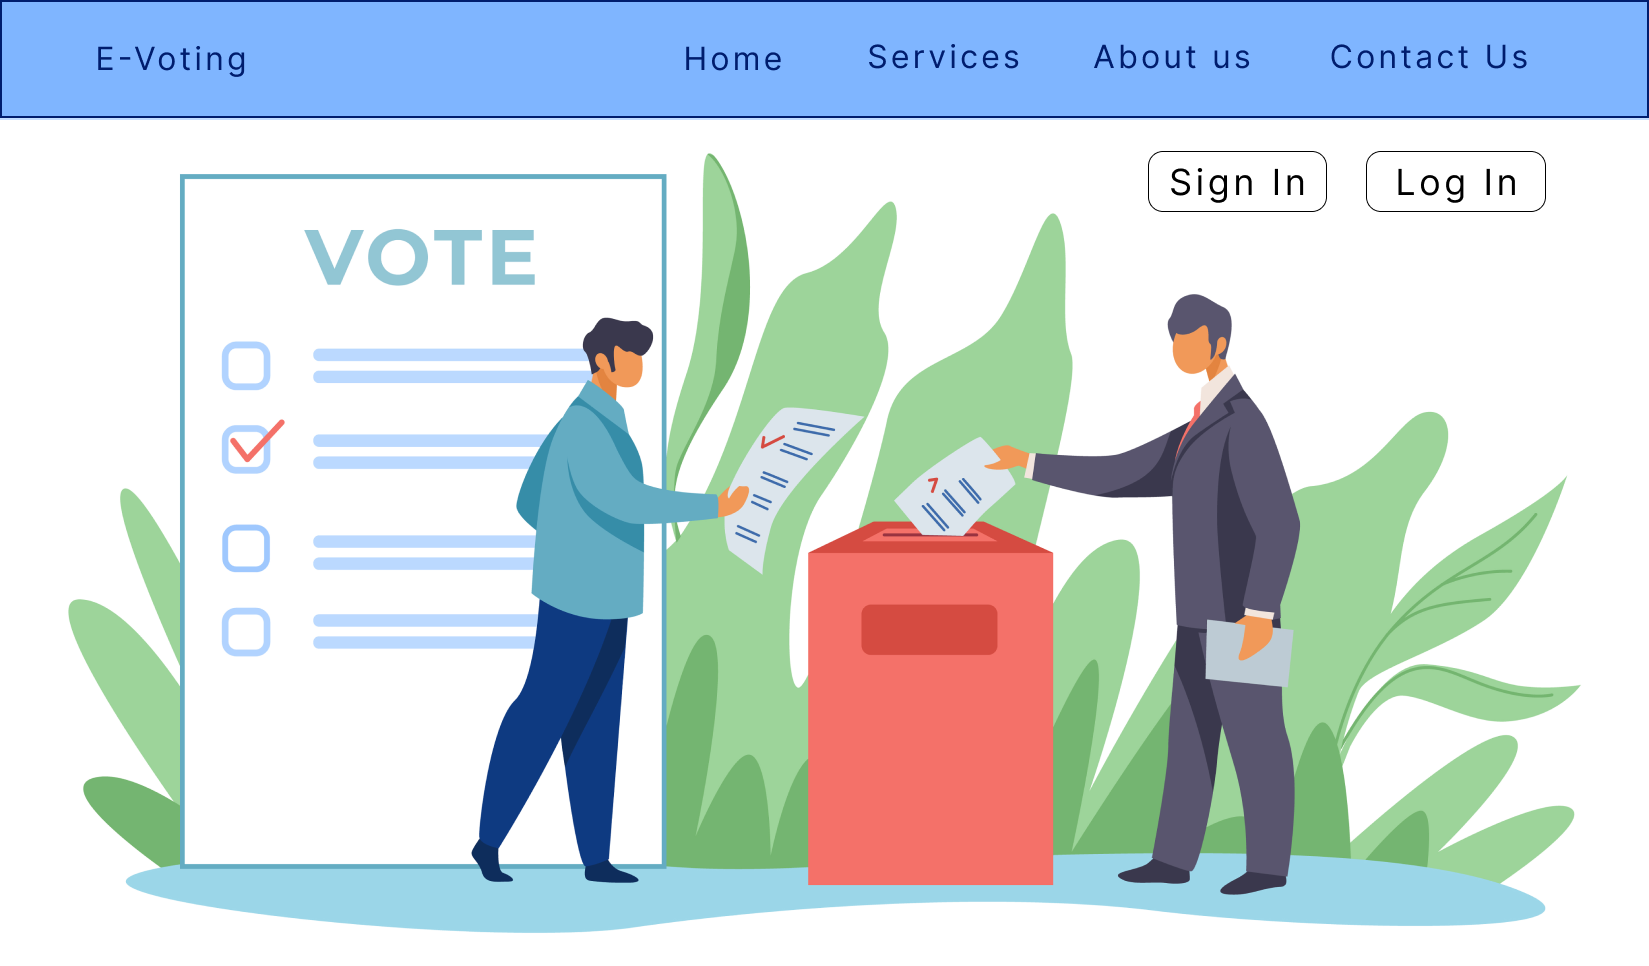 E-Voting
Home
Services
About us
Contact Us
Sign In
Log In
VOTE